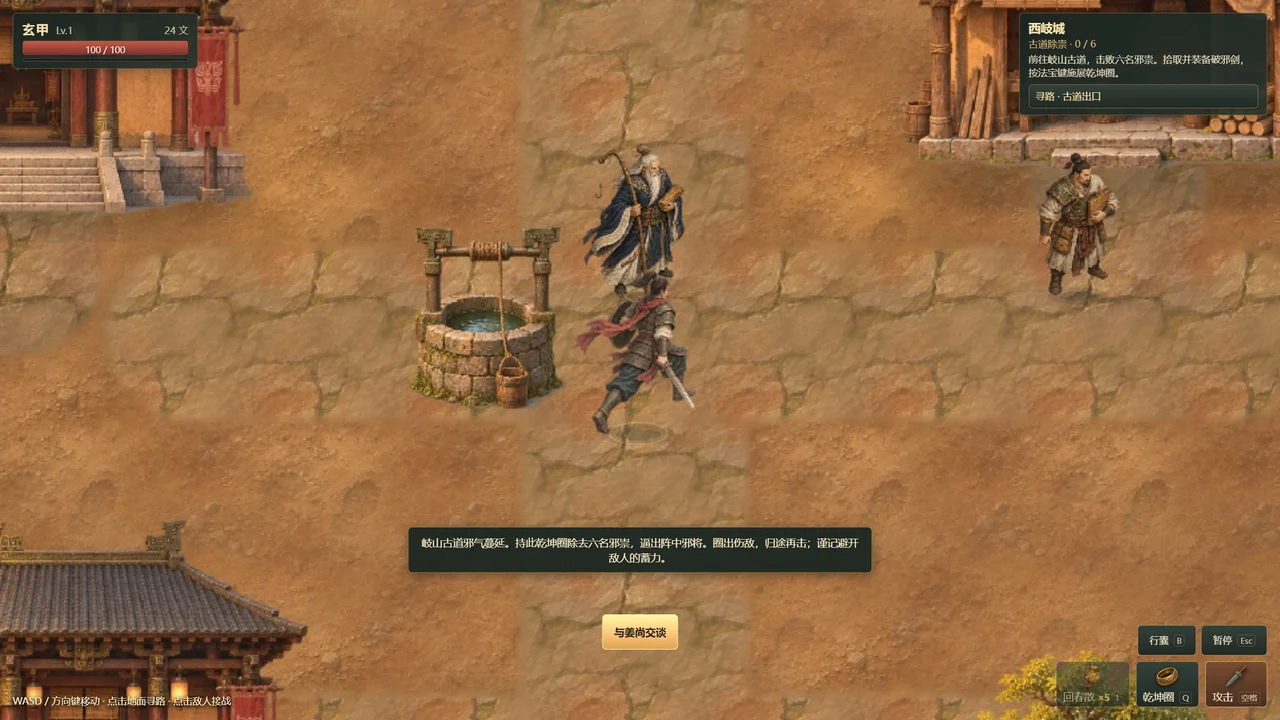 玄甲 Lv.1 24 文
100 / 100
西岐城
古道除祟 · 0 / 6
前往岐山古道，击败六名邪祟。拾取并装备破邪剑，
按法宝键施展乾坤圈。
寻路 · 古道出口
岐山古道邪气蔓延。持此乾坤圈除去六名邪祟，逼出阵中邪将。圈出伤敌，归途再击；谨记避开
敌人的蓄力。
与姜尚交谈
行囊 B
暂停 Esc
回春散 ×5 1
乾坤圈 Q
攻击 空格
WASD / 方向键移动 · 点击地面寻路 · 点击敌人接战